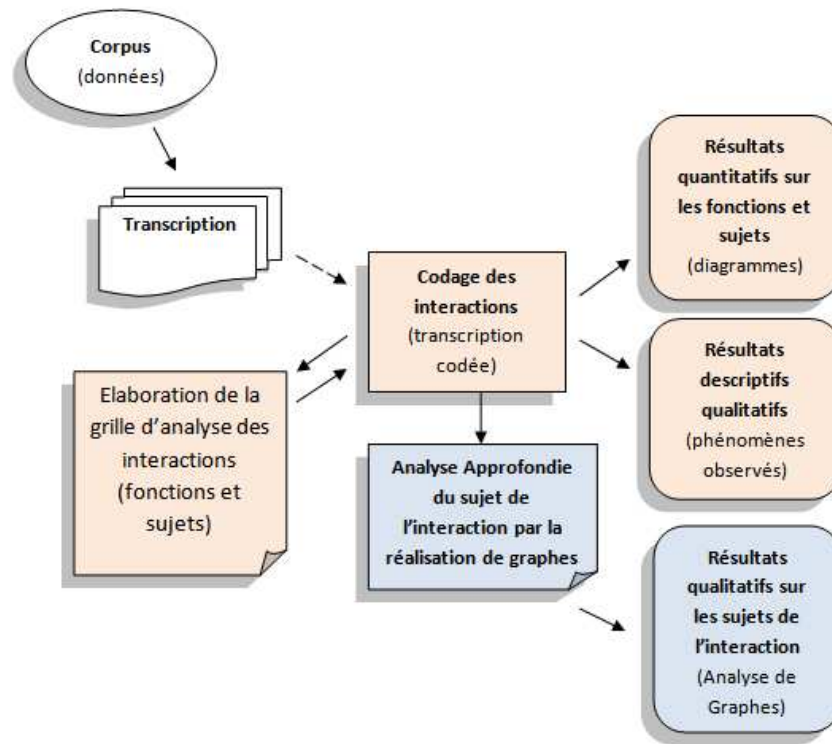 Corpus
(données)
Transcription
Codage des
interactions
(transcription
codée)
Elaboration de la
grille d’analyse des
interactions
(fonctions et
sujets)
Analyse Approfondie
du sujet de
l’interaction par la
réalisation de graphes
Résultats
quantitatifs sur
les fonctions et
sujets
(diagrammes)
Résultats
descriptifs
qualitatifs
(phénomènes
observés)
Résultats
qualitatifs sur
les sujets de
l’interaction
(Analyse de
Graphes)